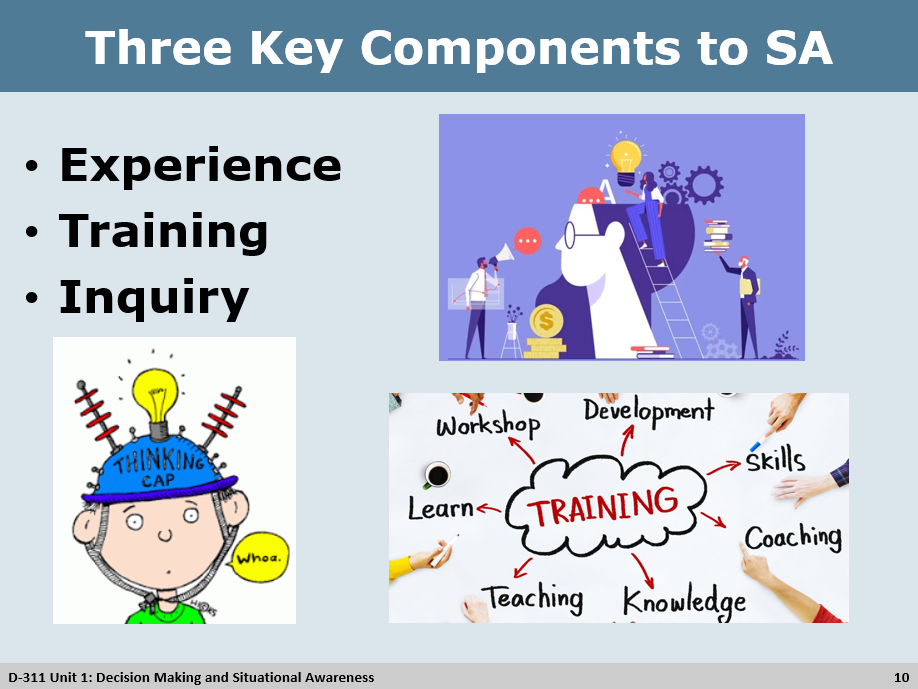 Three Key Components to SA
• Experience
• Training
• Inquiry
A
$
THINKING
CAP
Whoa.
Workshop
Development
Skills
Learn
TRAINING
Coaching
Teaching
Knowledge
D-311 Unit 1: Decision Making and Situational Awareness
10